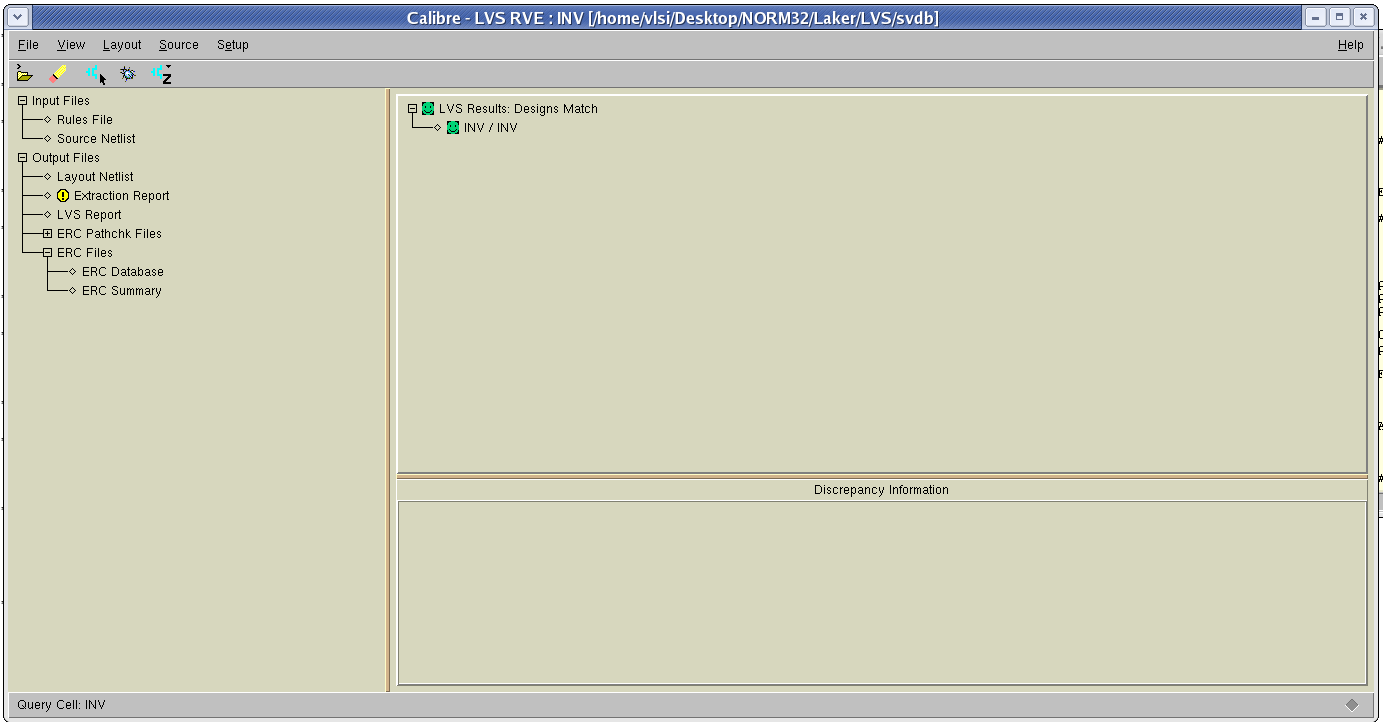 Calibre - LVS RVE : INV [/home/vlsi/Desktop/NORM32/Laker/LVS/svdb]
File View Layout Source Setup Help
Input Files
Rules File
Source Netlist
Output Files
Layout Netlist
Extraction Report
LVS Report
ERC Pathchk Files
ERC Files
ERC Database
ERC Summary
LVS Results: Designs Match
INV / INV
Discrepancy Information
Query Cell: INV